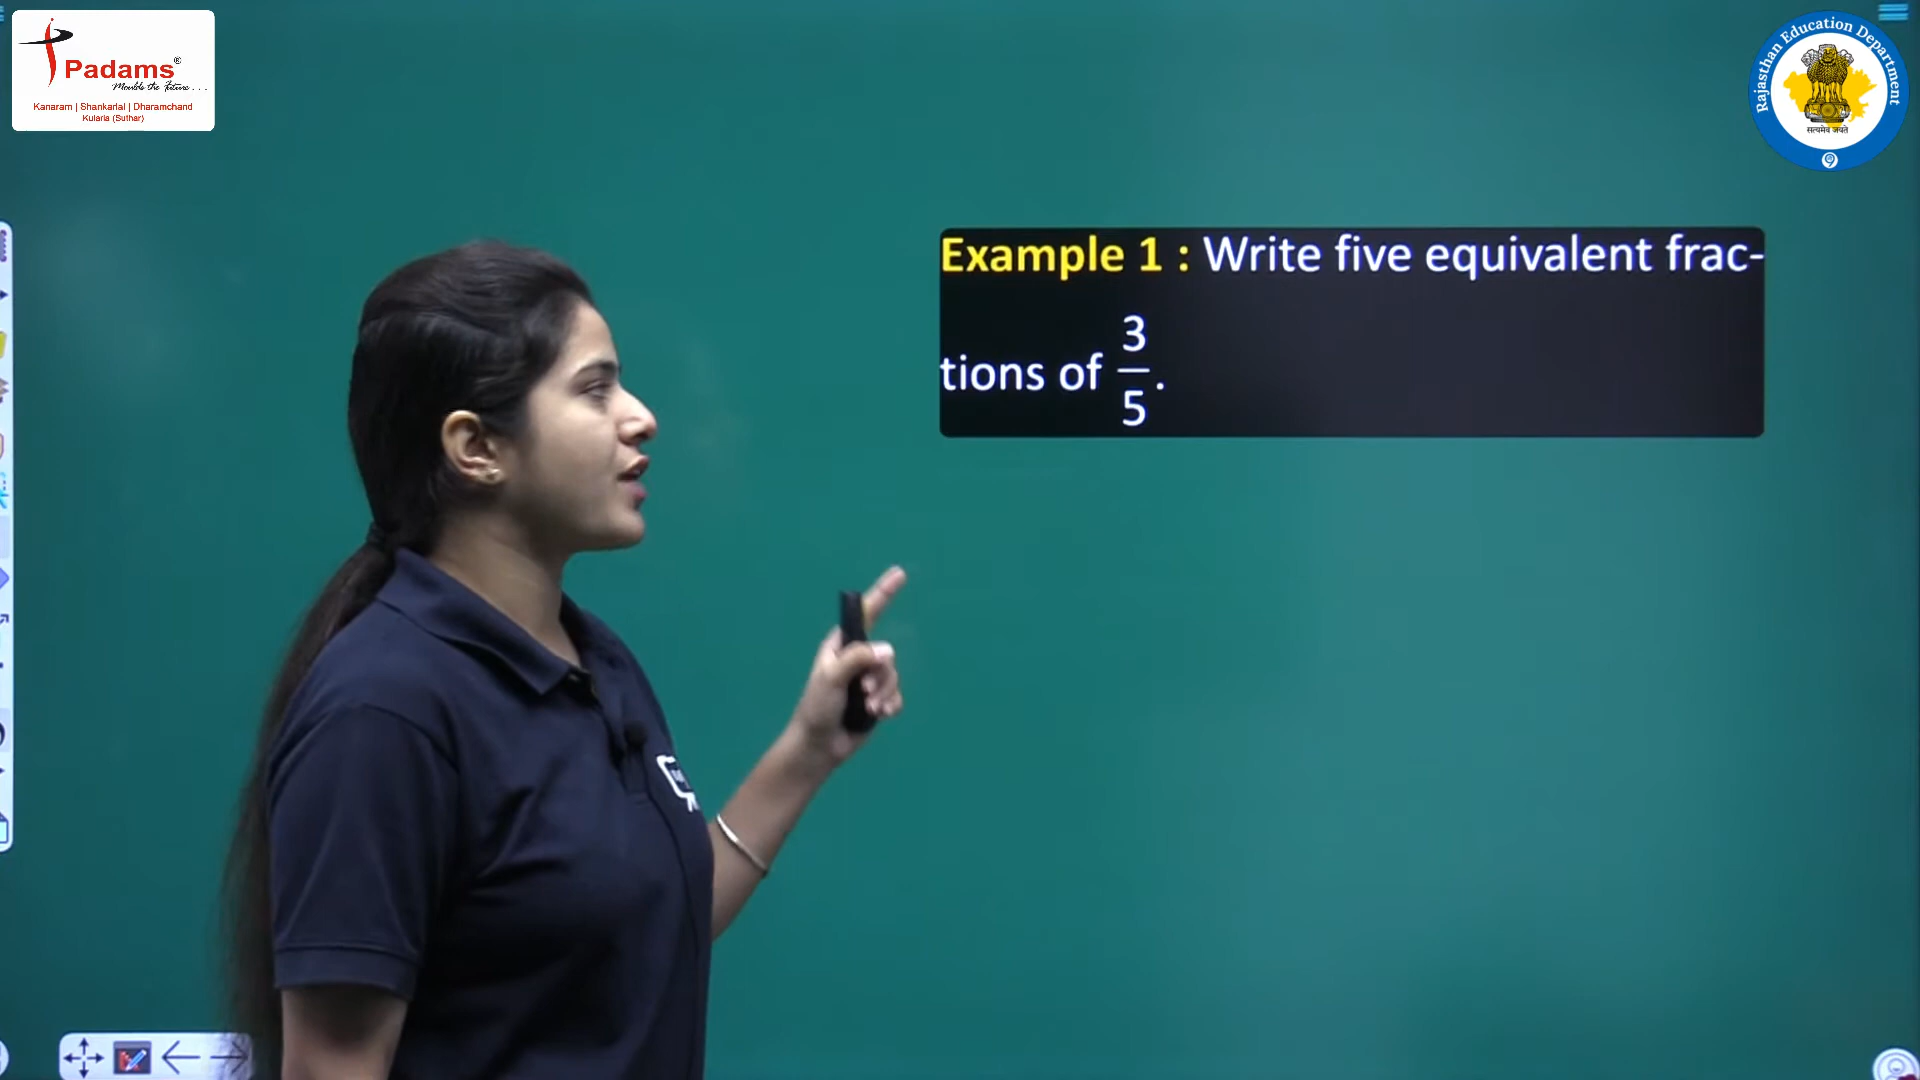 Padams®
Moulds the Future . . .
Kanaram | Shankarlal | Dharamchand
Kularia (Suthar)
Rajasthan Education Department
सत्यमेव जयते
Example 1 : Write five equivalent frac-
tions of 3/5.